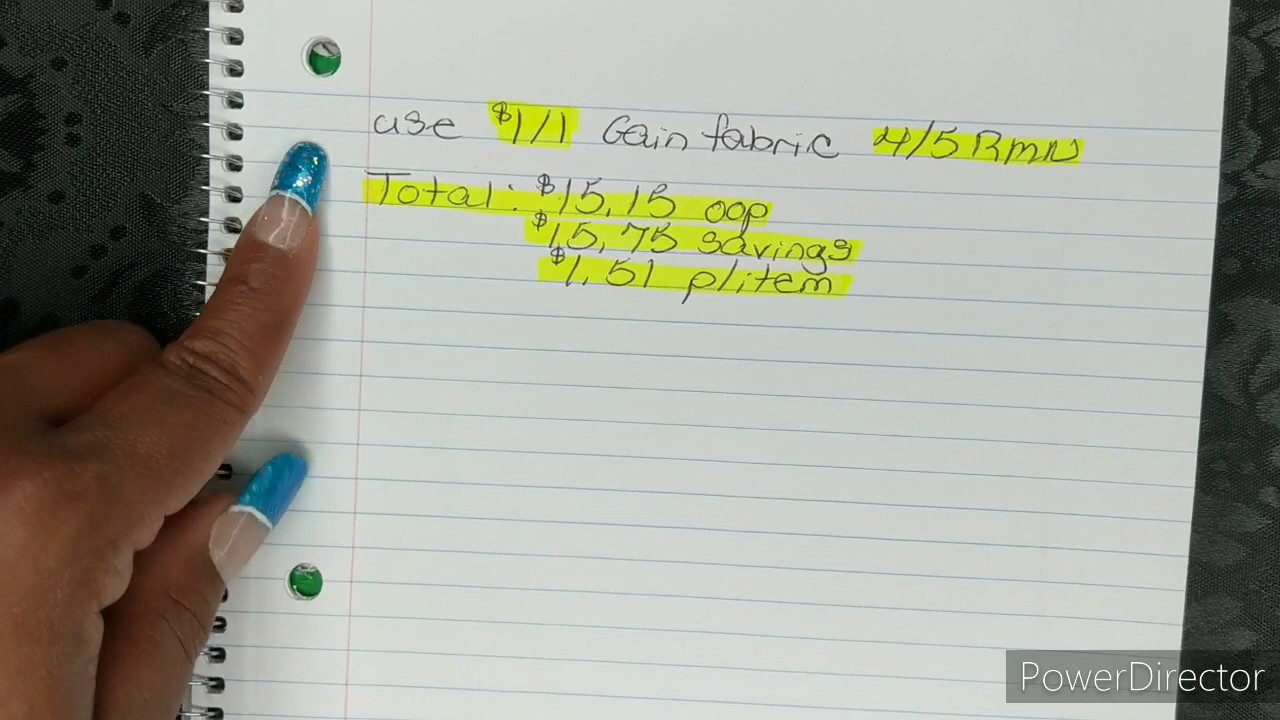 use $1/1 Gain fabric 4/5 RMN
Total: $15.15 oop
$15.75 savings
$1.51 p/item
PowerDirector